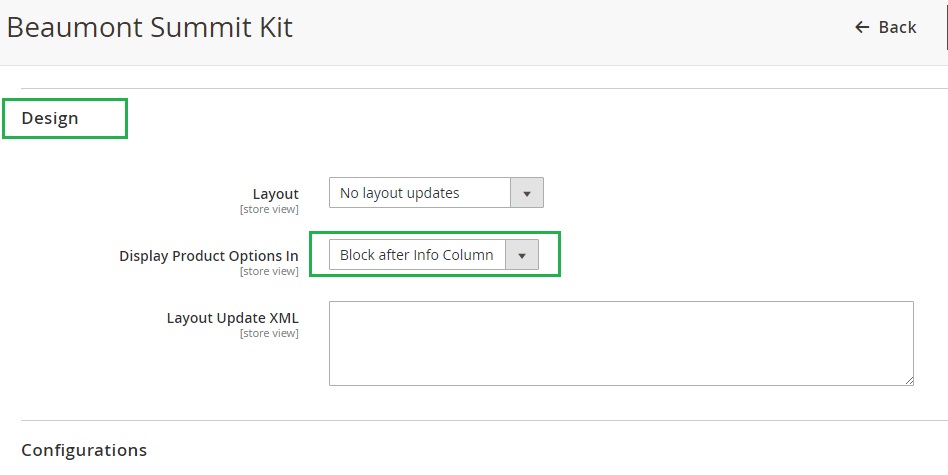 Beaumont Summit Kit
Back
Design
Layout
[store view]
No layout updates
Display Product Options In
[store view]
Block after Info Column
Layout Update XML
[store view]
Configurations